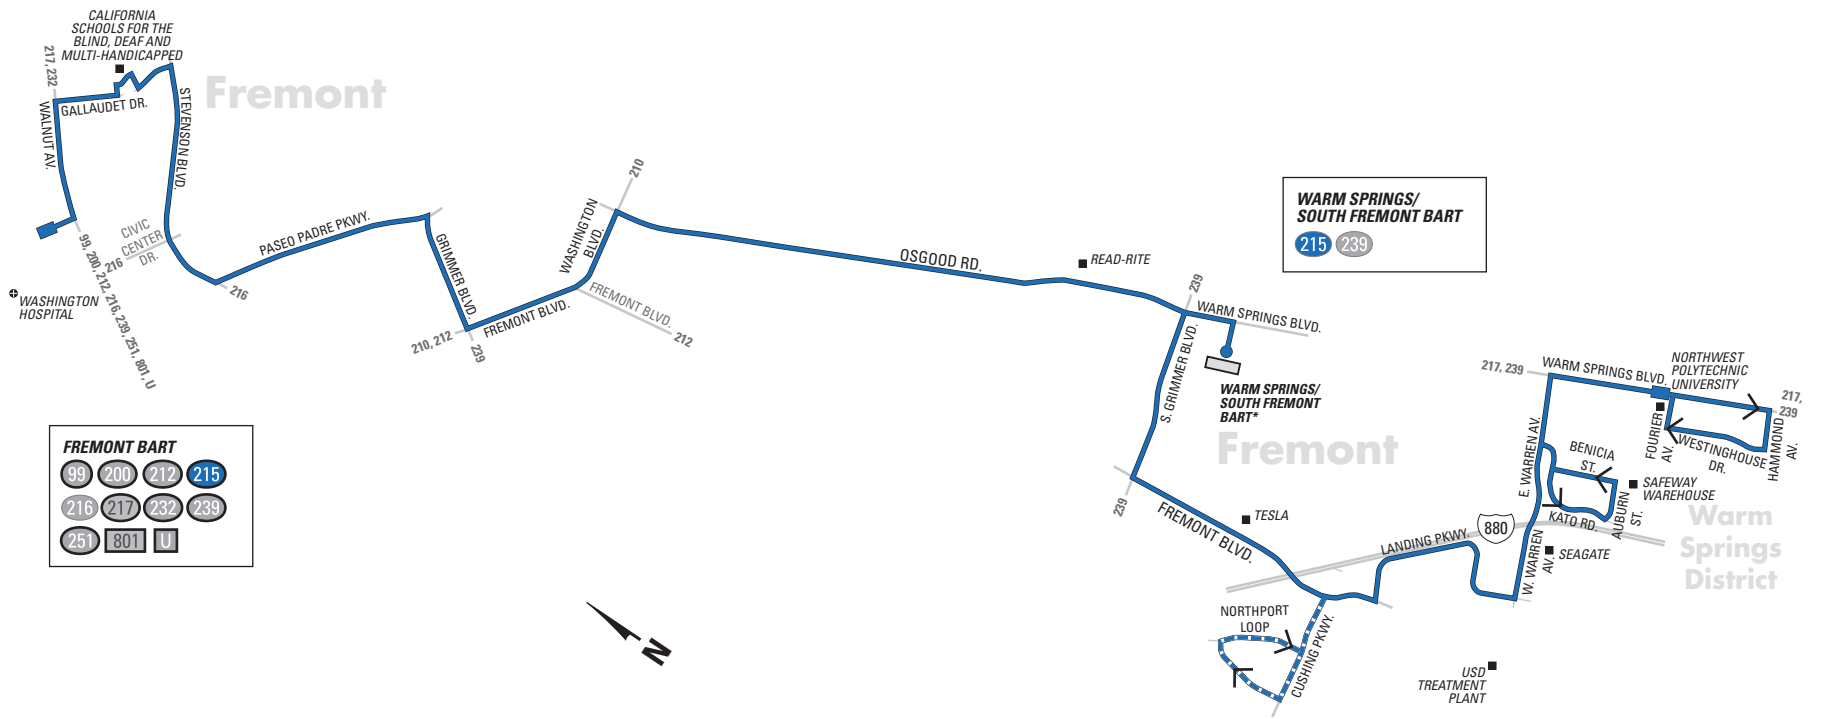 CALIFORNIA
SCHOOLS FOR THE
BLIND, DEAF AND
MULTI-HANDICAPPED
217, 232
GALLAUDET DR.
WALNUT AV.
STEVENSON BLVD.
Fremont
CIVIC
CENTER
DR.
216
99, 200, 212, 216, 239, 251, 801, U
WASHINGTON
HOSPITAL
216
PASEO PADRE PKWY.
GRIMMER BLVD.
210, 212
239
FREMONT BLVD.
WASHINGTON
BLVD.
210
FREMONT BLVD.
212
OSGOOD RD.
READ-RITE
239
WARM SPRINGS BLVD.
WARM SPRINGS/
SOUTH FREMONT BART
215 239
S. GRIMMER BLVD.
WARM SPRINGS/
SOUTH FREMONT
BART*
Fremont
239
FREMONT BLVD.
TESLA
LANDING PKWY.
880
NORTHPORT
LOOP
CUSHING PKWY.
USD
TREATMENT
PLANT
217, 239
WARM SPRINGS BLVD.
NORTHWEST
POLYTECHNIC
UNIVERSITY
217,
239
FOURIER
AV.
WESTINGHOUSE
DR.
HAMMOND
AV.
E. WARREN AV.
BENICIA
ST.
SAFEWAY
WAREHOUSE
AUBURN
ST.
KATO RD.
W. WARREN
AV.
SEAGATE
Warm
Springs
District
FREMONT BART
99 200 212 215
216 217 232 239
251 801 U
N